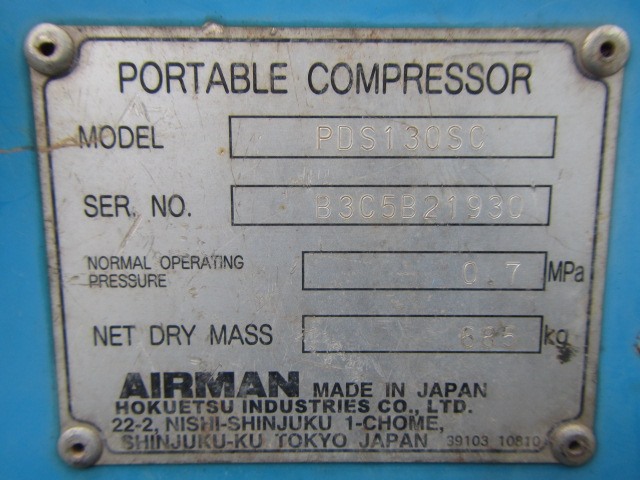 PORTABLE COMPRESSOR
MODEL PDS130SC
SER. NO. B3C5B21930
NORMAL OPERATING PRESSURE 0.7 MPa
NET DRY MASS kg
AIRMAN MADE IN JAPAN
HOKUETSU INDUSTRIES CO., LTD.
22-2, NISHI-SHINJUKU 1-CHOME,
SHINJUKU-KU TOKYO JAPAN 39103 10810